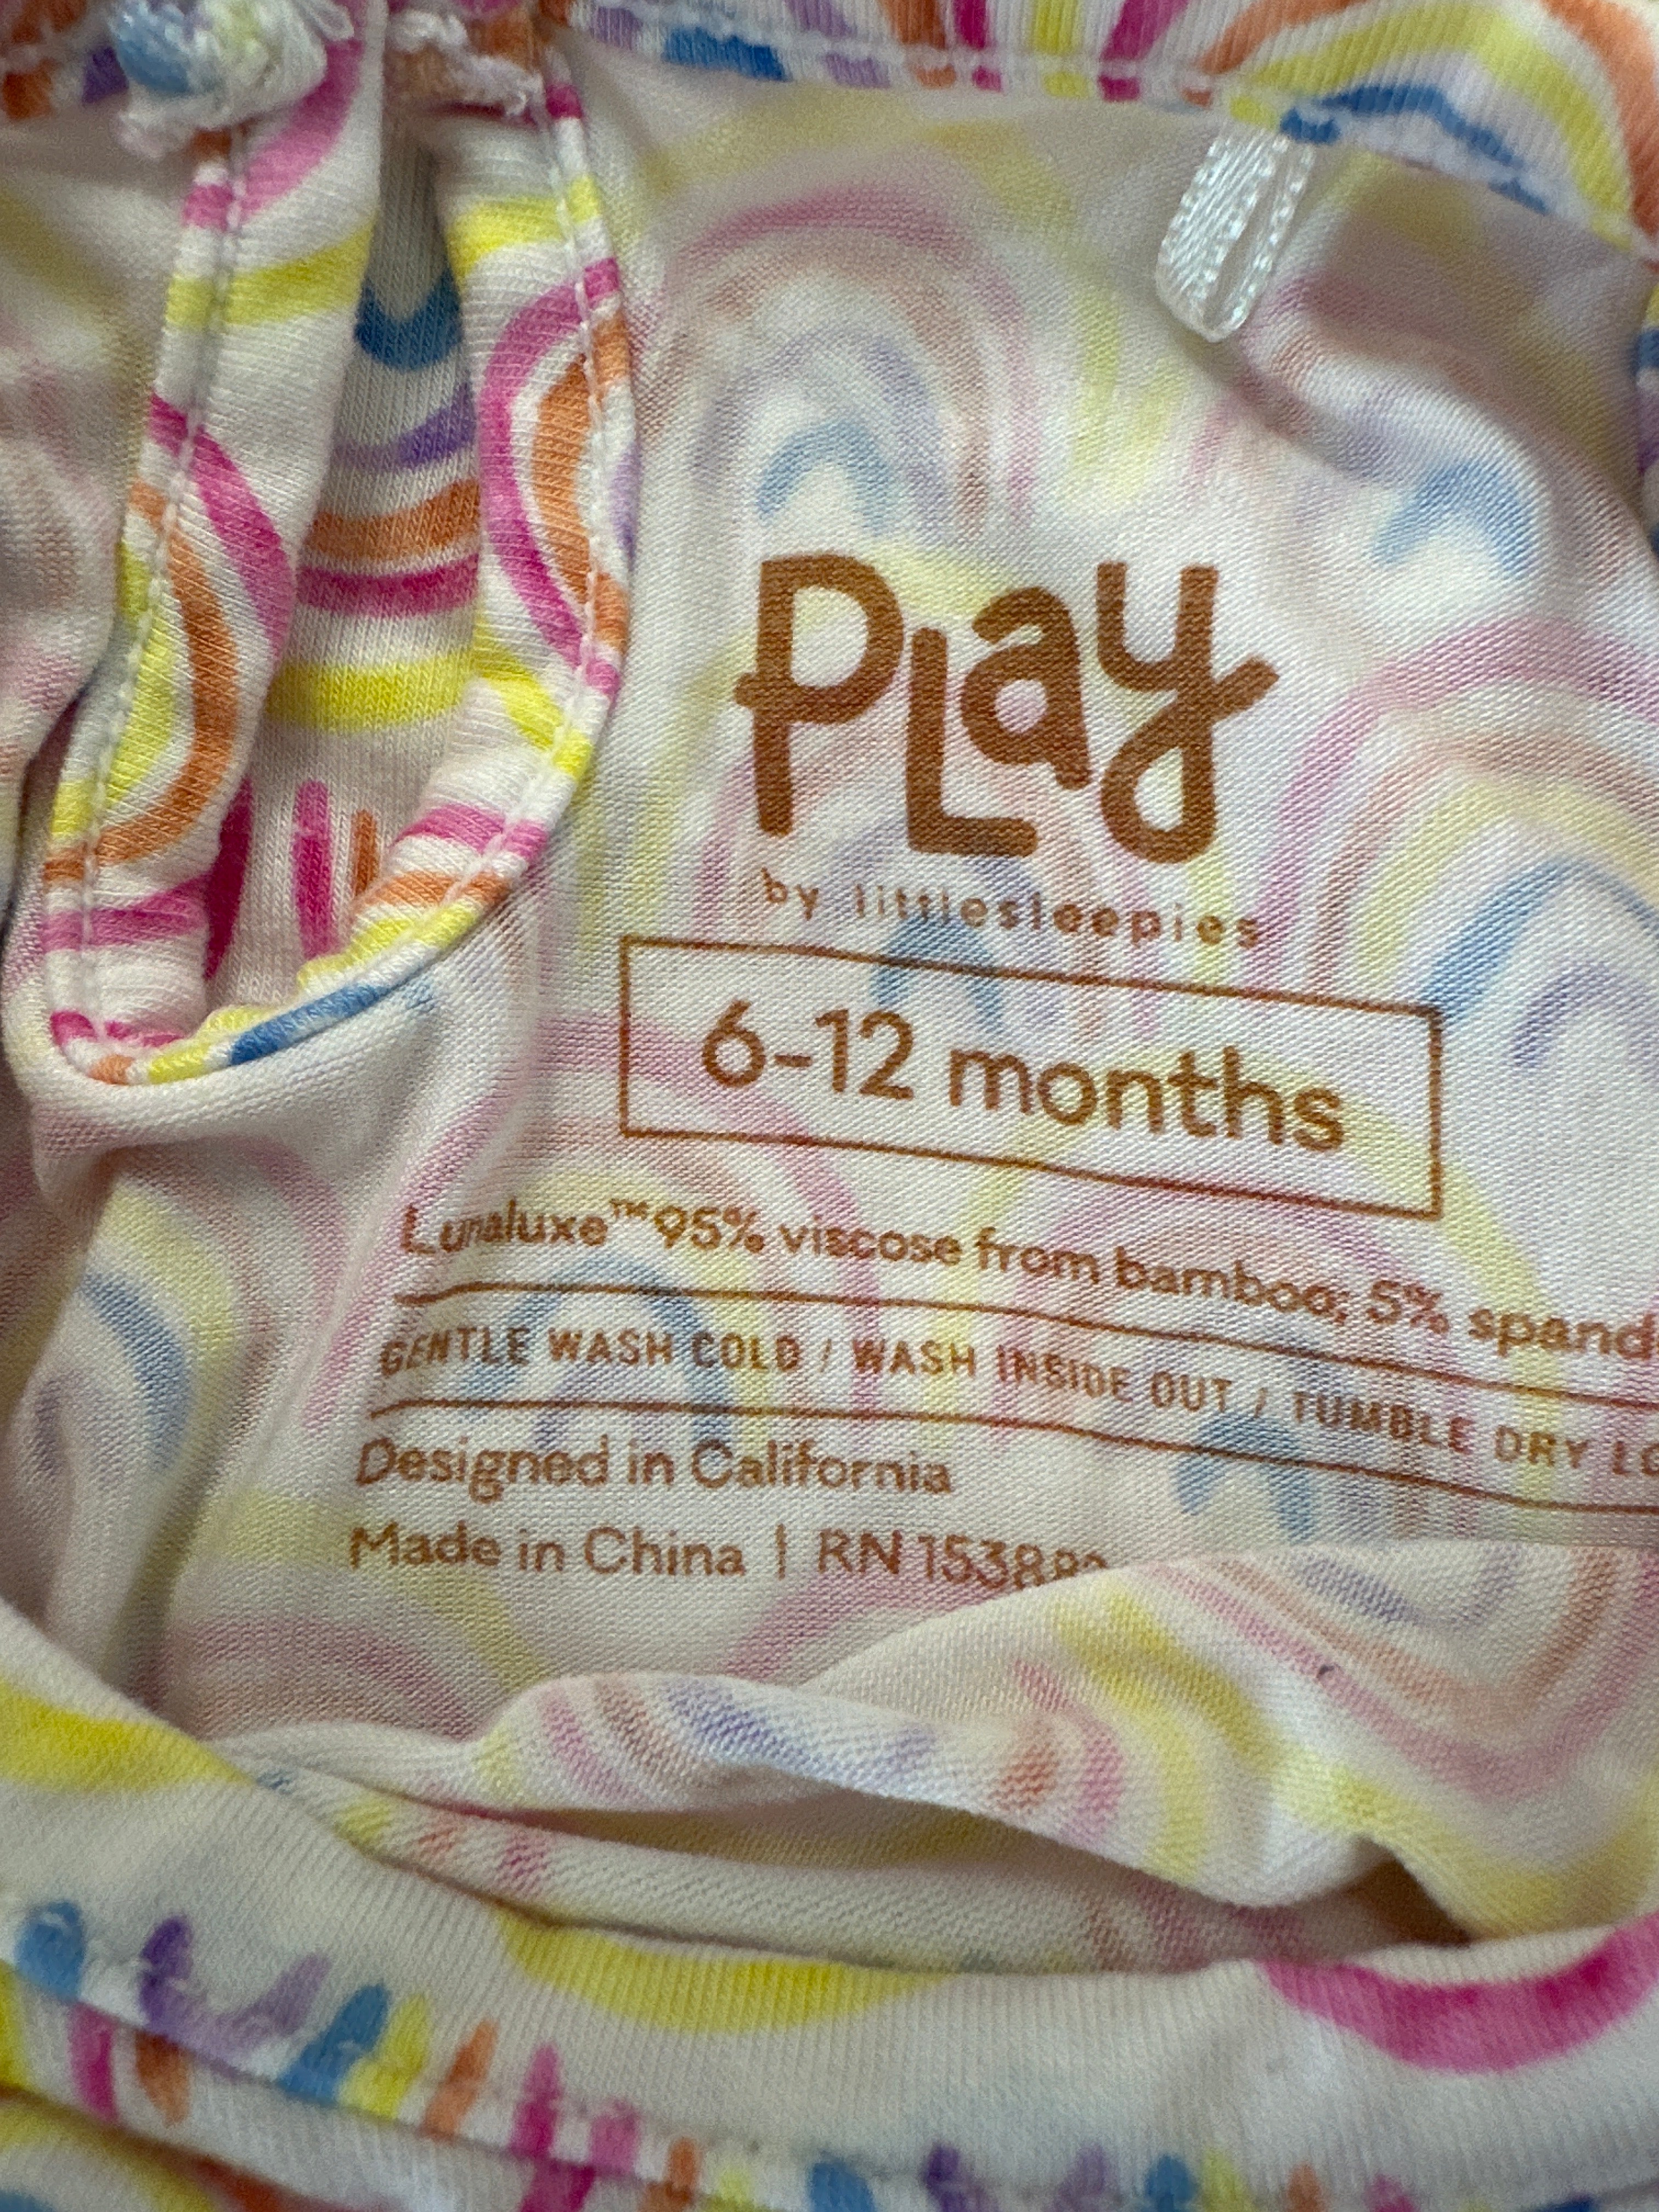 Play
by littlesleepies
6-12 months
Lunaluxe™ 95% viscose from bamboo; 5%
GENTLE WASH COLD / WASH INSIDE OUT / TUMBLE DRY
Designed in California
Made in China | RN